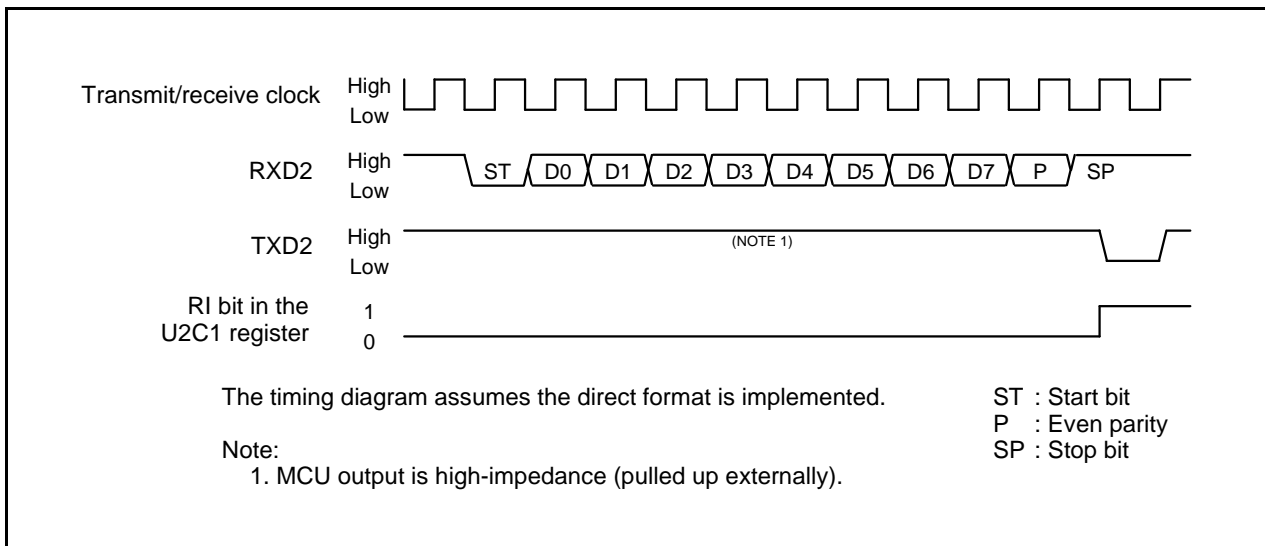 Transmit/receive clock High
Low
RXD2 High ST D0 D1 D2 D3 D4 D5 D6 D7 P SP
Low
TXD2 High (NOTE 1)
Low
RI bit in the 1
U2C1 register 0
The timing diagram assumes the direct format is implemented.
ST : Start bit
P : Even parity
SP : Stop bit
Note:
1. MCU output is high-impedance (pulled up externally).